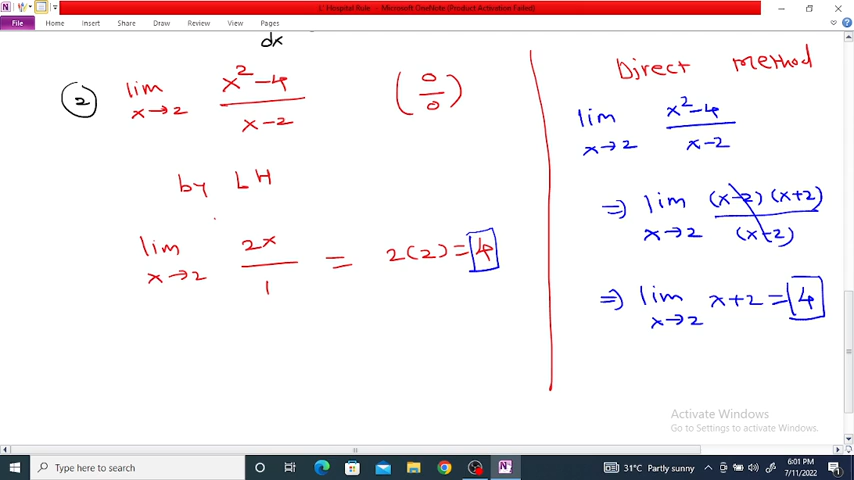 L' Hospital Rule - Microsoft OneNote (Product Activation Failed)
File Home Insert Share Draw Review View Pages
dx
2 lim x→2 x²-4 / x-2 (0/0)
by LH
lim x→2 2x / 1 = 2(2) = 4
Direct method
lim x→2 x²-4 / x-2
⇒ lim x→2 (x-2)(x+2) / (x-2)
⇒ lim x→2 x+2 = 4
Activate Windows
Go to Settings to activate Windows.
Type here to search
31°C Partly sunny
6:01 PM
7/11/2022